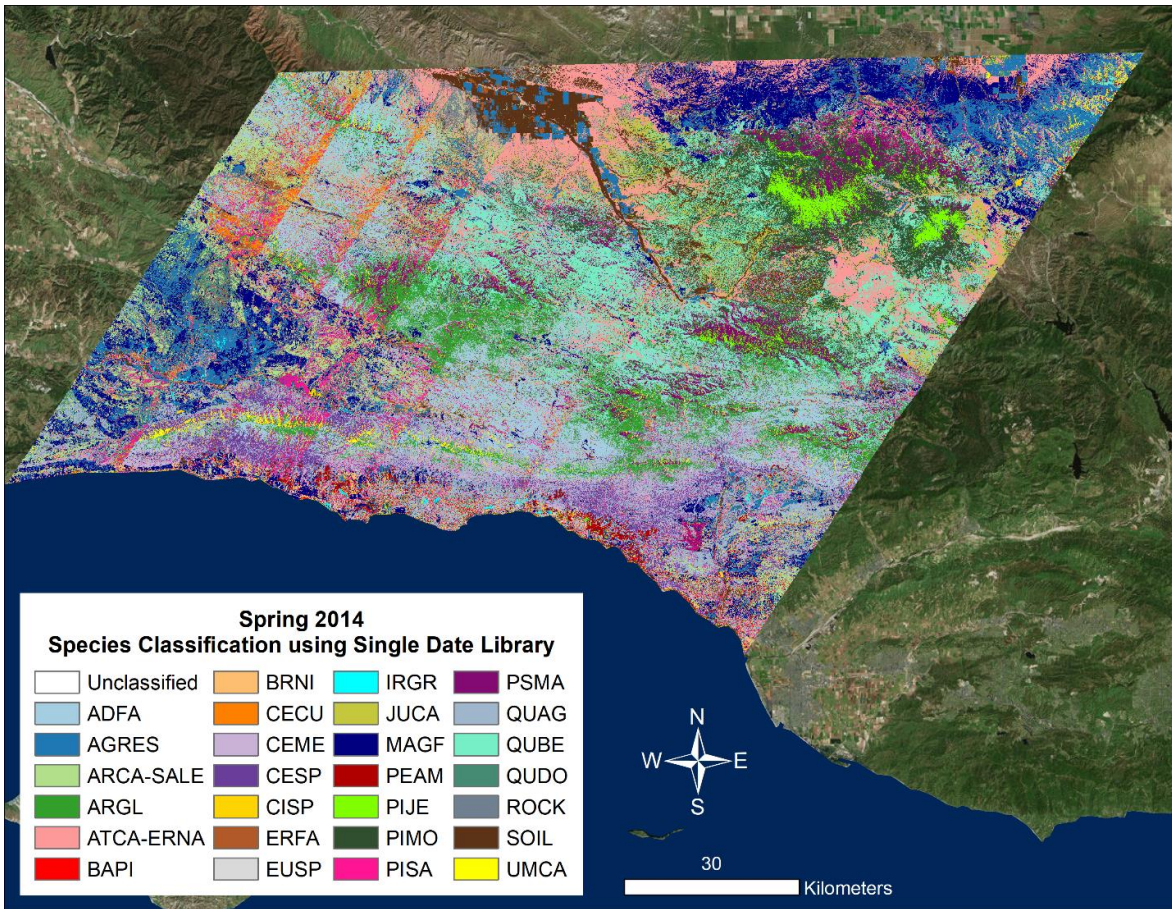 Spring 2014
Species Classification using Single Date Library
Unclassified
ADFA
AGRES
ARCA-SALE
ARGL
ATCA-ERNA
BAPI
BRNI
CECU
CEME
CESP
CISP
ERFA
EUSP
IRGR
JUCA
MAGF
PEAM
PIJE
PIMO
PISA
PSMA
QUAG
QUBE
QUDO
ROCK
SOIL
UMCA
N
W E
S
30
Kilometers